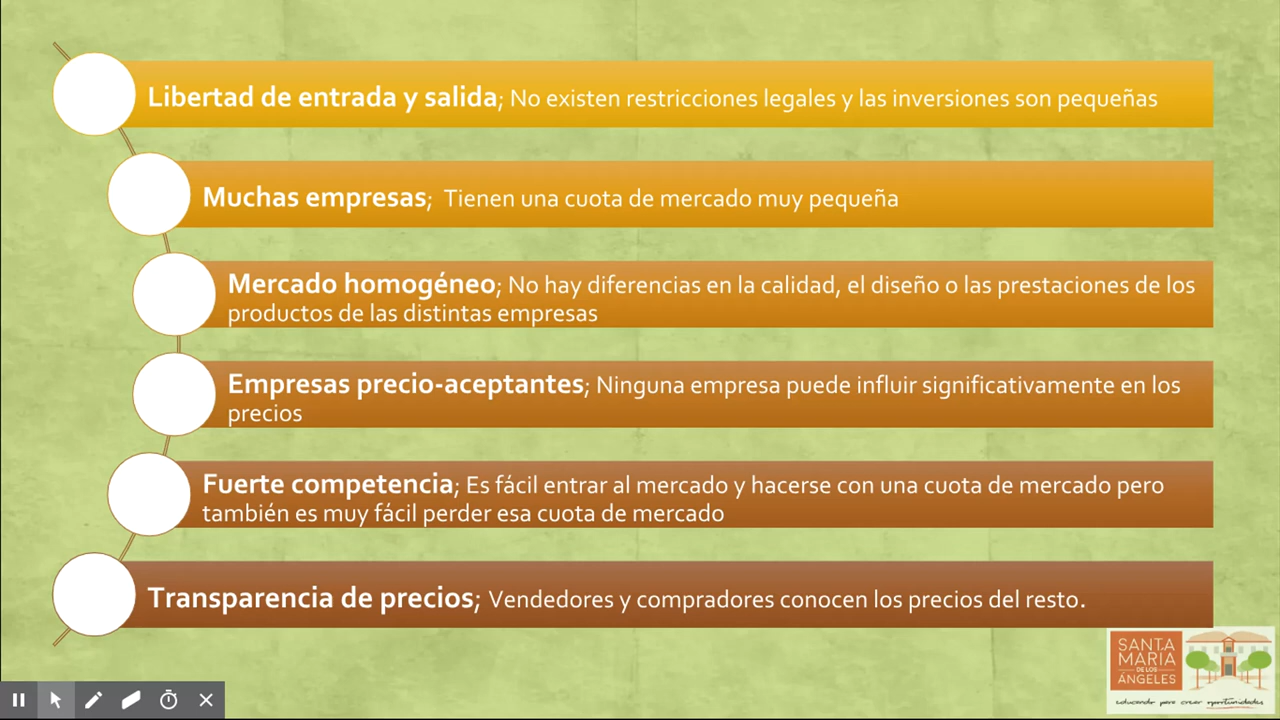 Libertad de entrada y salida; No existen restricciones legales y las inversiones son pequeñas
Muchas empresas; Tienen una cuota de mercado muy pequeña
Mercado homogéneo; No hay diferencias en la calidad, el diseño o las prestaciones de los
productos de las distintas empresas
Empresas precio-aceptantes; Ninguna empresa puede influir significativamente en los
precios
Fuerte competencia; Es fácil entrar al mercado y hacerse con una cuota de mercado pero
también es muy fácil perder esa cuota de mercado
Transparencia de precios; Vendedores y compradores conocen los precios del resto.
SANTA
MARIA
DE LOS
ÁNGELES
educando para crear oportunidades